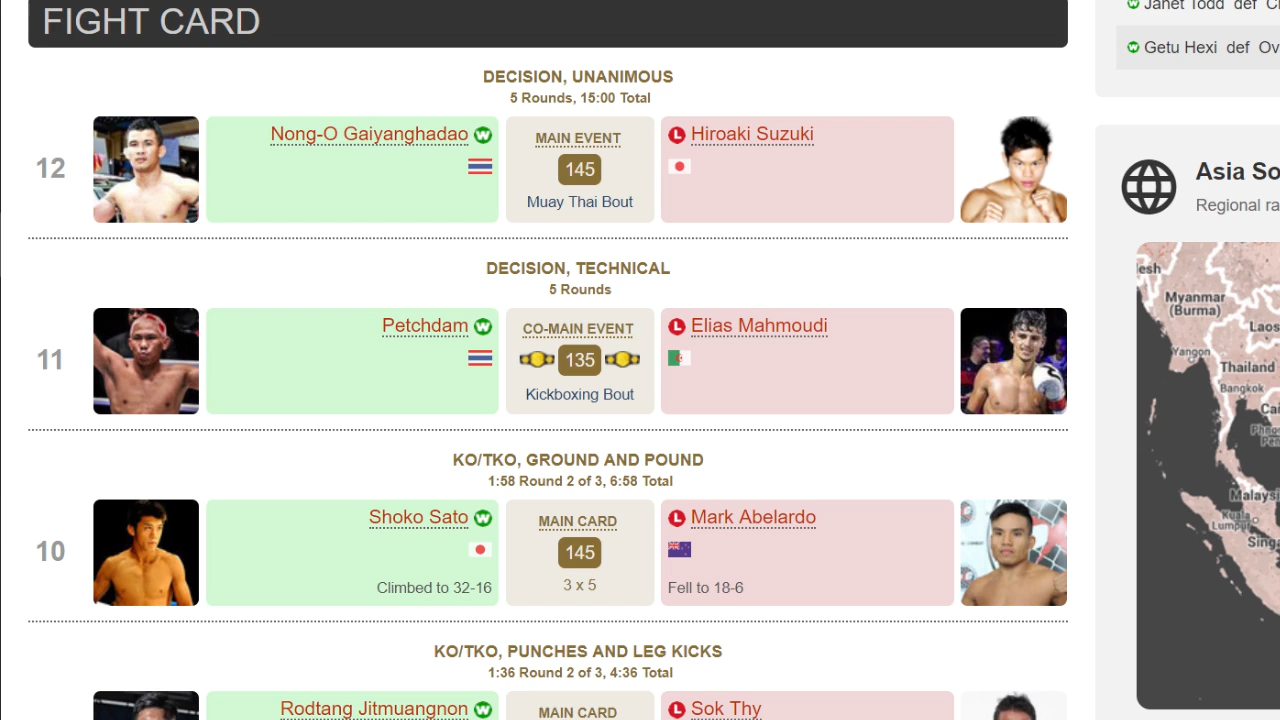 FIGHT CARD
DECISION, UNANIMOUS
5 Rounds, 15:00 Total
12
Nong-O Gaiyanghadao W
MAIN EVENT
145
Muay Thai Bout
L Hiroaki Suzuki
DECISION, TECHNICAL
5 Rounds
11
Petchdam W
CO-MAIN EVENT
135
Kickboxing Bout
L Elias Mahmoudi
KO/TKO, GROUND AND POUND
1:58 Round 2 of 3, 6:58 Total
10
Shoko Sato W
Climbed to 32-16
MAIN CARD
145
3 x 5
L Mark Abelardo
Fell to 18-6
KO/TKO, PUNCHES AND LEG KICKS
1:36 Round 2 of 3, 4:36 Total
Rodtang Jitmuangnon W
MAIN CARD
L Sok Thy
W Janet Todd def C
W Getu Hexi def Ov
Asia So
Regional ra
esh
Myanmar
(Burma)
Laos
Yangon
Thailand
Bangkok
Malaysi
Kuala
Lumpur
Singa